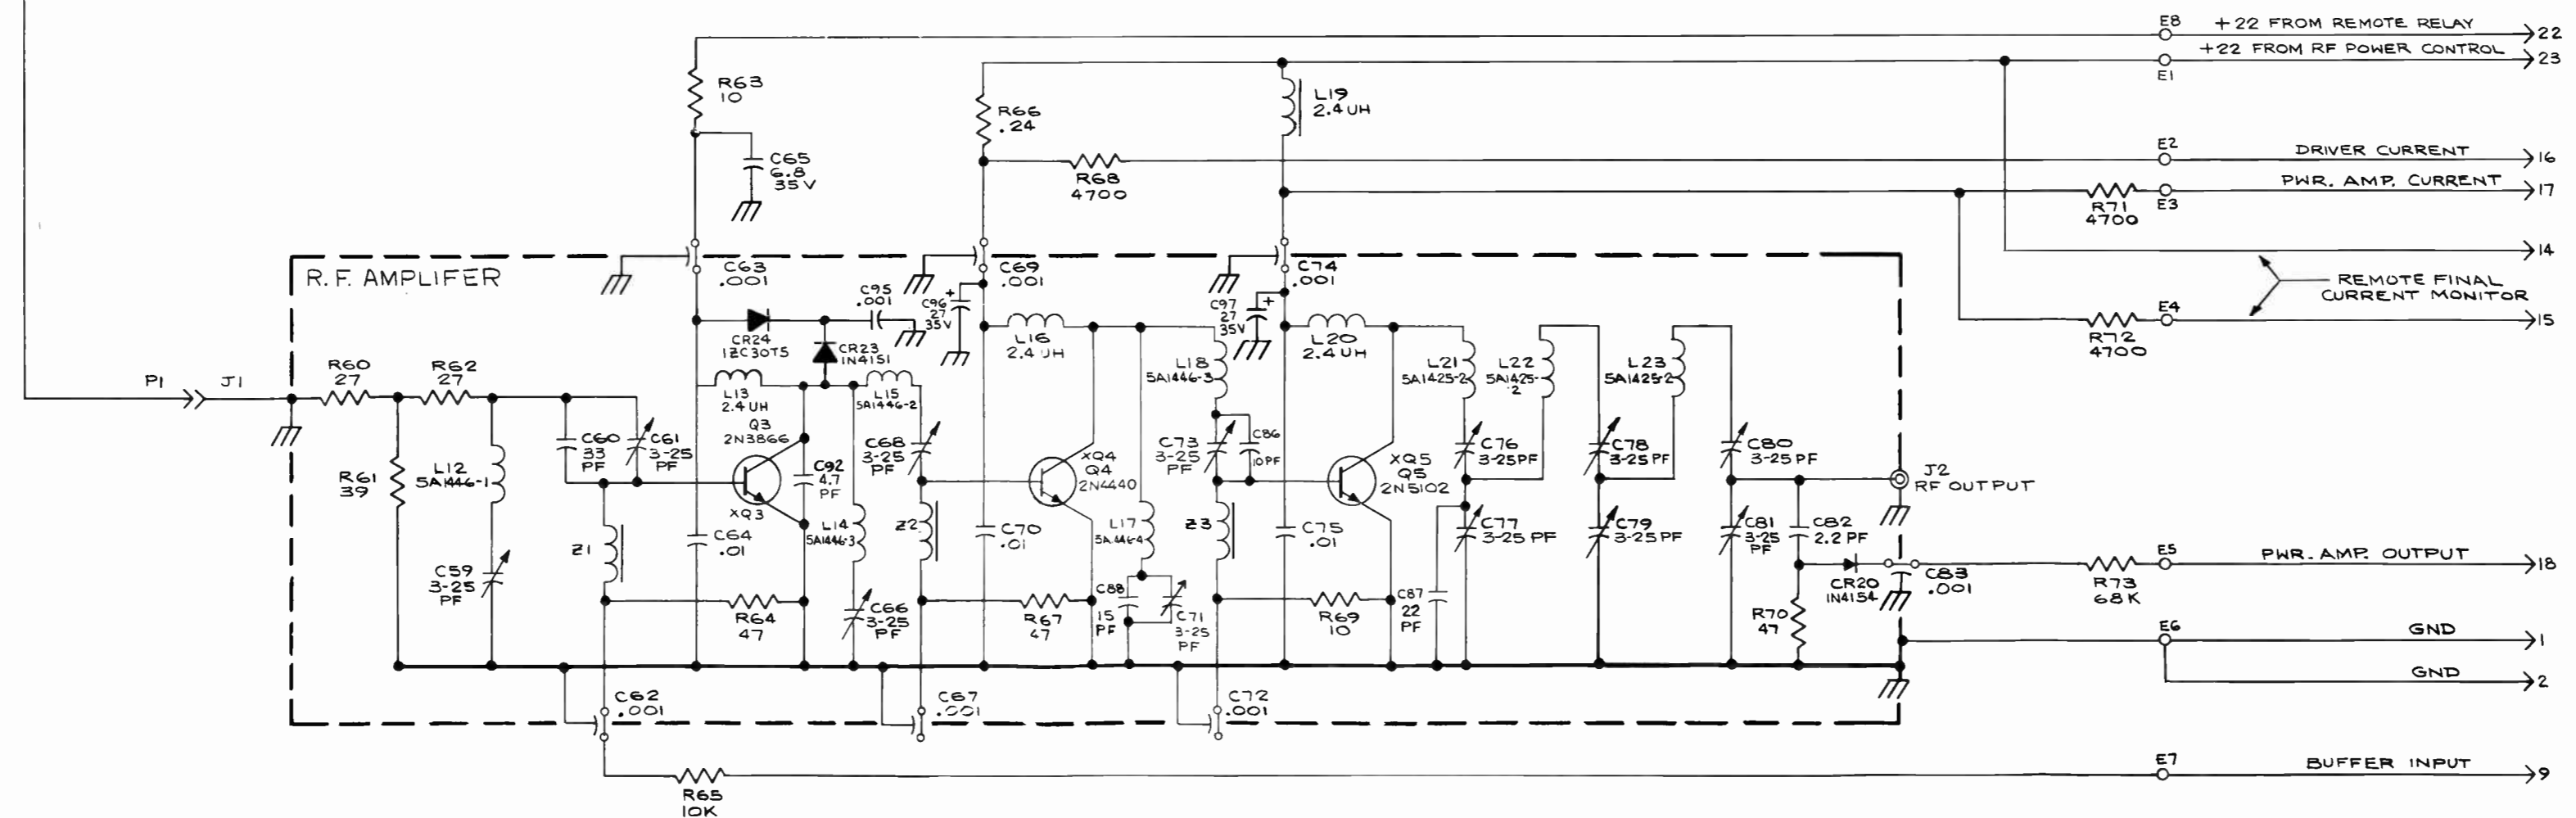 E8 +22 FROM REMOTE RELAY 22
+22 FROM RF POWER CONTROL 23
E1
R63
10
L19
2.4 UH
R66
.24
C65
6.8
35V
R68
4700
E2 DRIVER CURRENT 16
PWR. AMP. CURRENT 17
E3
R71
4700
14
REMOTE FINAL
CURRENT MONITOR
E4 15
R72
4700
R.F. AMPLIFER
C63
.001
C69
.001
C74
.001
C95
.001
C96
27
35V
C97
27
35V
CR24
1ZC30T5
CR23
1N4151
L16
2.4 UH
L20
2.4UH
P1 J1
R60
27
R62
27
L13
2.4 UH
L15
5A1446-2
L18
5A1446-3
L21
5A1425-2
L22
5A1425-
2
L23
5A1425-2
Q3
2N3866
XQ3
C60
33
PF
C61
3-25
PF
R61
39
L12
5A1446-1
C92
4.7
PF
C68
3-25
PF
XQ4
Q4
2N4440
C73
3-25
PF
C86
10PF
XQ5
Q5
2N5102
C76
3-25PF
C78
3-25 PF
C80
3-25 PF
J2
RF OUTPUT
Z1
C64
.01
L14
5A1446-3
Z2
C70
.01
L17
5A1446-4
Z3
C75
.01
C77
3-25 PF
C79
3-25PF
C81
3-25
PF
C82
2.2 PF
C59
3-25
PF
R64
47
C66
3-25
PF
R67
47
C88
15
PF
C71
3-25
PF
R69
10
C87
22
PF
R70
47
CR20
1N4154
C83
.001
R73
68K
E5 PWR. AMP. OUTPUT 18
E6 GND 1
GND 2
C62
.001
C67
.001
C72
.001
R65
10K
E7 BUFFER INPUT 9